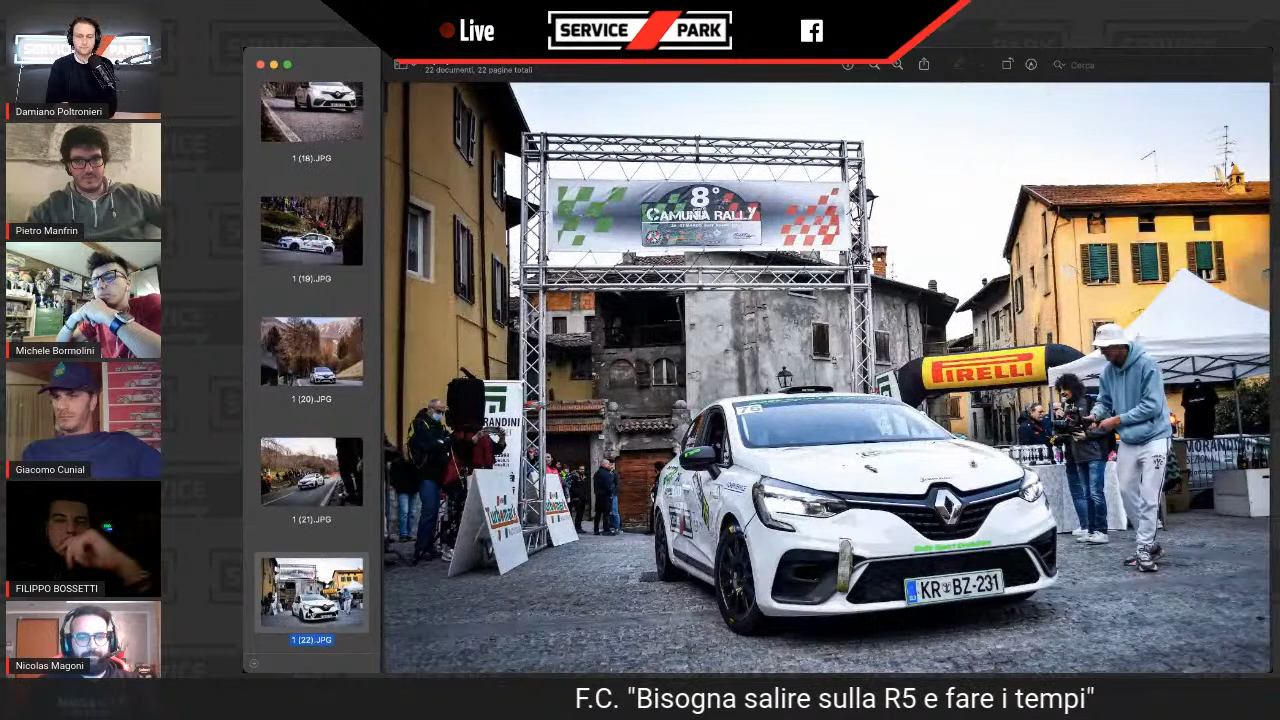 Live
SERVICE PARK
22 documenti, 22 pagine totali
Cerca
Damiano Poltronieri
Pietro Manfrin
Michele Bormolini
Giacomo Cunial
FILIPPO BOSSETTI
Nicolas Magoni
1 (18).JPG
1 (19).JPG
1 (20).JPG
1 (21).JPG
1 (22).JPG
8°
CAMUNIA RALLY
PIRELLI
MORANDINI
Turbomark
76
KR BZ-231
F.C. "Bisogna salire sulla R5 e fare i tempi"